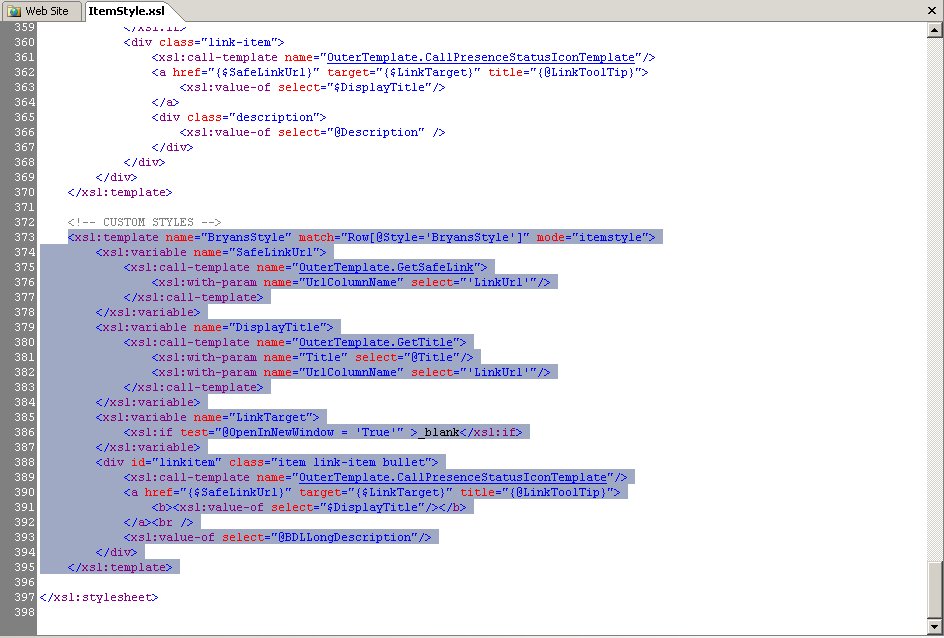 Web Site ItemStyle.xsl
359 </xsl:if>
360 <div class="link-item">
361 <xsl:call-template name="OuterTemplate.CallPresenceStatusIconTemplate"/>
362 <a href="{$SafeLinkUrl}" target="{$LinkTarget}" title="{@LinkToolTip}">
363 <xsl:value-of select="$DisplayTitle"/>
364 </a>
365 <div class="description">
366 <xsl:value-of select="@Description" />
367 </div>
368 </div>
369 </div>
370 </xsl:template>
371
372 <!-- CUSTOM STYLES -->
373 <xsl:template name="BryansStyle" match="Row[@Style='BryansStyle']" mode="itemstyle">
374 <xsl:variable name="SafeLinkUrl">
375 <xsl:call-template name="OuterTemplate.GetSafeLink">
376 <xsl:with-param name="UrlColumnName" select="'LinkUrl'"/>
377 </xsl:call-template>
378 </xsl:variable>
379 <xsl:variable name="DisplayTitle">
380 <xsl:call-template name="OuterTemplate.GetTitle">
381 <xsl:with-param name="Title" select="@Title"/>
382 <xsl:with-param name="UrlColumnName" select="'LinkUrl'"/>
383 </xsl:call-template>
384 </xsl:variable>
385 <xsl:variable name="LinkTarget">
386 <xsl:if test="@OpenInNewWindow = 'True'" >_blank</xsl:if>
387 </xsl:variable>
388 <div id="linkitem" class="item link-item bullet">
389 <xsl:call-template name="OuterTemplate.CallPresenceStatusIconTemplate"/>
390 <a href="{$SafeLinkUrl}" target="{$LinkTarget}" title="{@LinkToolTip}">
391 <b><xsl:value-of select="$DisplayTitle"/></b>
392 </a><br />
393 <xsl:value-of select="@BDLLongDescription"/>
394 </div>
395 </xsl:template>
396
397 </xsl:stylesheet>
398